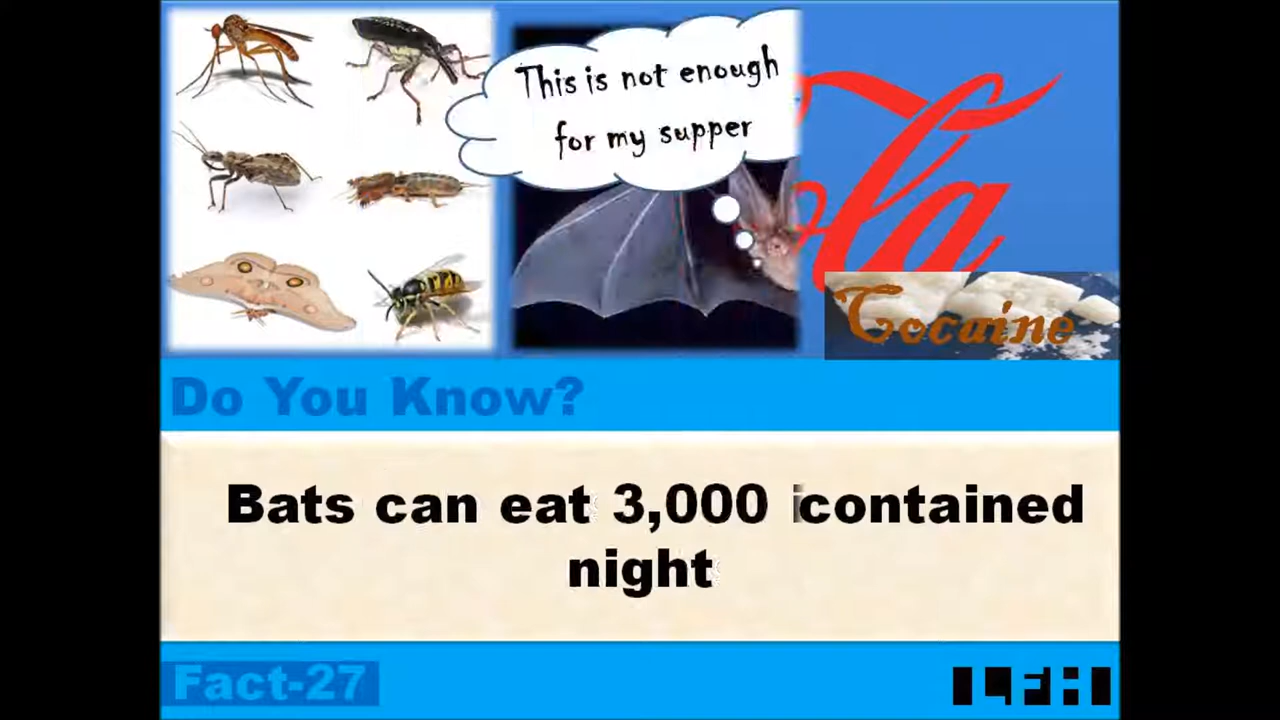 This is not enough
for my supper
la
Cocaine
Do You Know?
Bats can eat 3,000 icontained
night
Fact-27